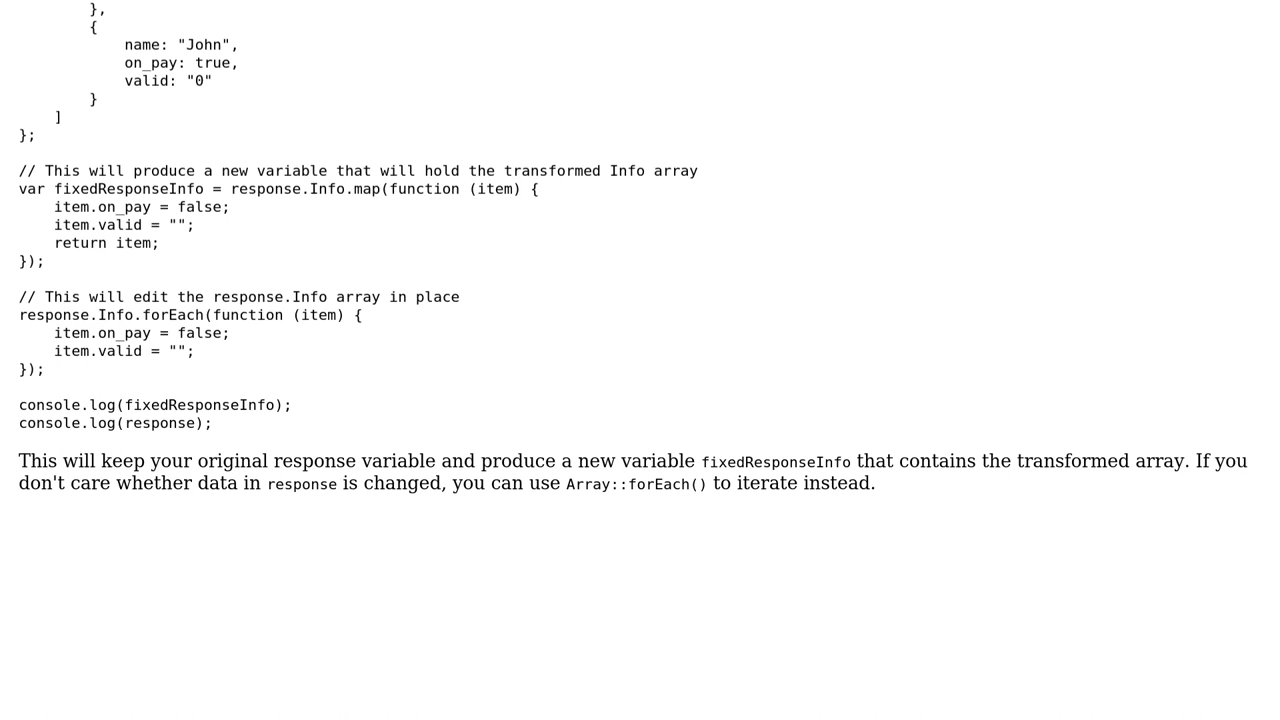 },
        {
            name: "John",
            on_pay: true,
            valid: "0"
        }
    ]
};

// This will produce a new variable that will hold the transformed Info array
var fixedResponseInfo = response.Info.map(function (item) {
    item.on_pay = false;
    item.valid = "";
    return item;
});

// This will edit the response.Info array in place
response.Info.forEach(function (item) {
    item.on_pay = false;
    item.valid = "";
});

console.log(fixedResponseInfo);
console.log(response);

This will keep your original response variable and produce a new variable fixedResponseInfo that contains the transformed array. If you
don't care whether data in response is changed, you can use Array::forEach() to iterate instead.